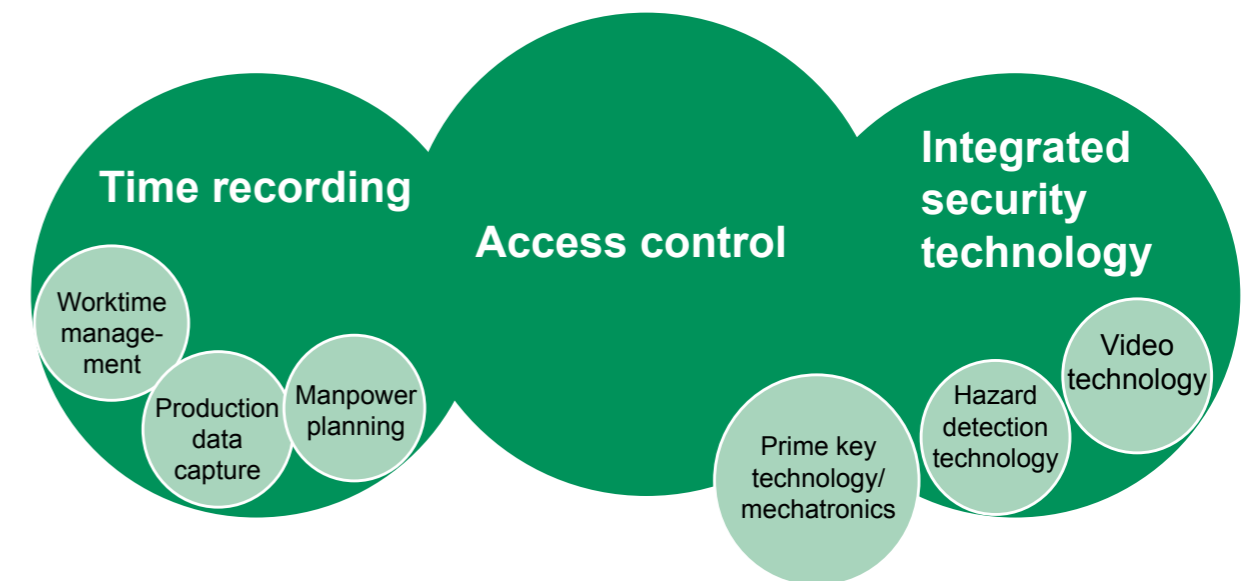 Time recording
Access control
Integrated
security
technology
Worktime
manage-
ment
Production
data
capture
Manpower
planning
Prime key
technology/
mechatronics
Hazard
detection
technology
Video
technology